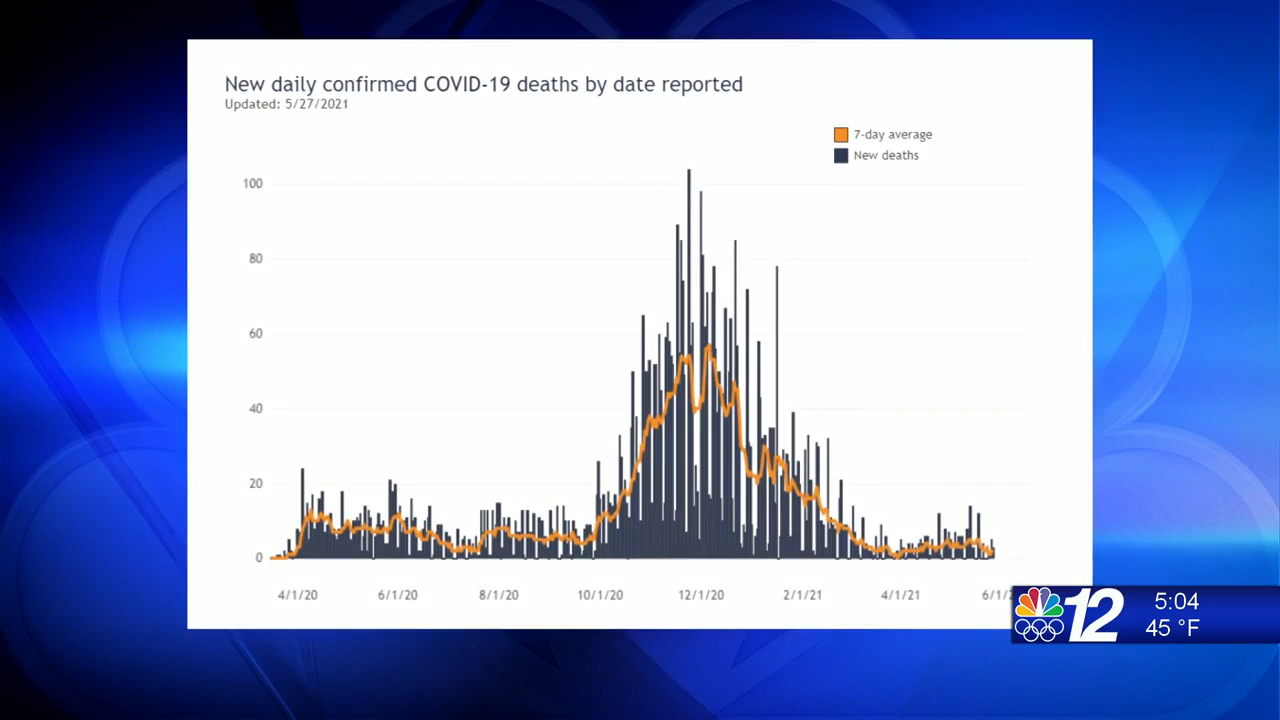 New daily confirmed COVID-19 deaths by date reported
Updated: 5/27/2021
7-day average
New deaths
100
80
60
40
20
0
4/1/20 6/1/20 8/1/20 10/1/20 12/1/20 2/1/21 4/1/21
12
5:04
45 °F